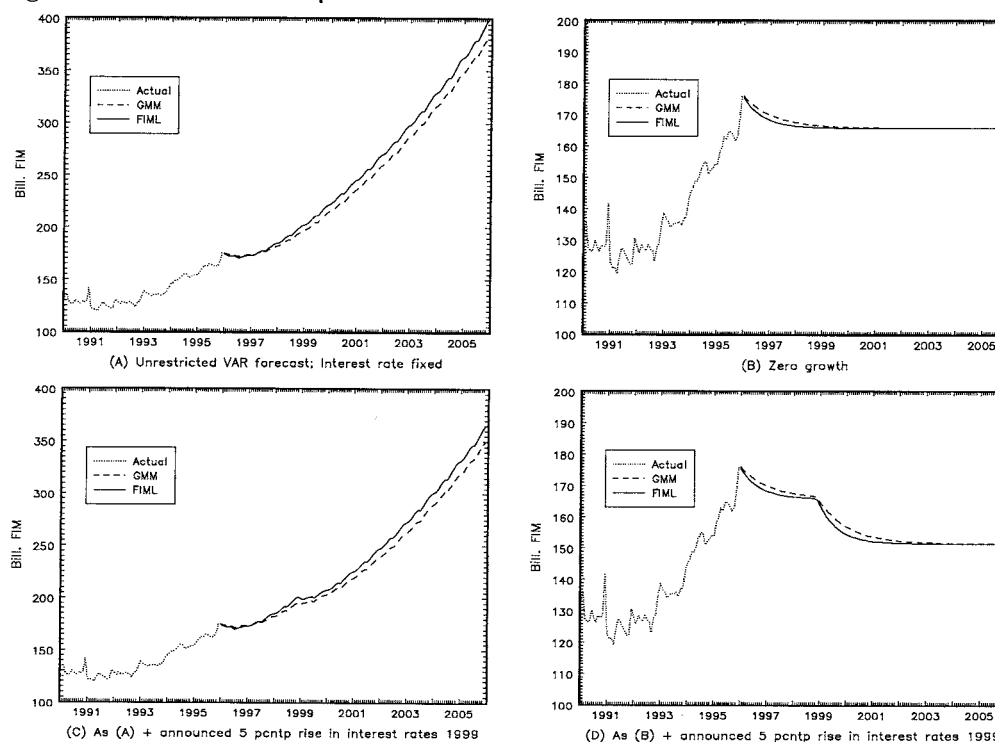 400
350
300
250
200
150
100
Bill. FIM
Actual
GMM
FIML
1991 1993 1995 1997 1999 2001 2003 2005
(A) Unrestricted VAR forecast; Interest rate fixed
200
190
180
170
160
150
140
130
120
110
100
Bill. FIM
Actual
GMM
FIML
1991 1993 1995 1997 1999 2001 2003 2005
(B) Zero growth
400
350
300
250
200
150
100
Bill. FIM
Actual
GMM
FIML
1991 1993 1995 1997 1999 2001 2003 2005
(C) As (A) + announced 5 pcntp rise in interest rates 1999
200
190
180
170
160
150
140
130
120
110
100
Bill. FIM
Actual
GMM
FIML
1991 1993 1995 1997 1999 2001 2003 2005
(D) As (B) + announced 5 pcntp rise in interest rates 1999